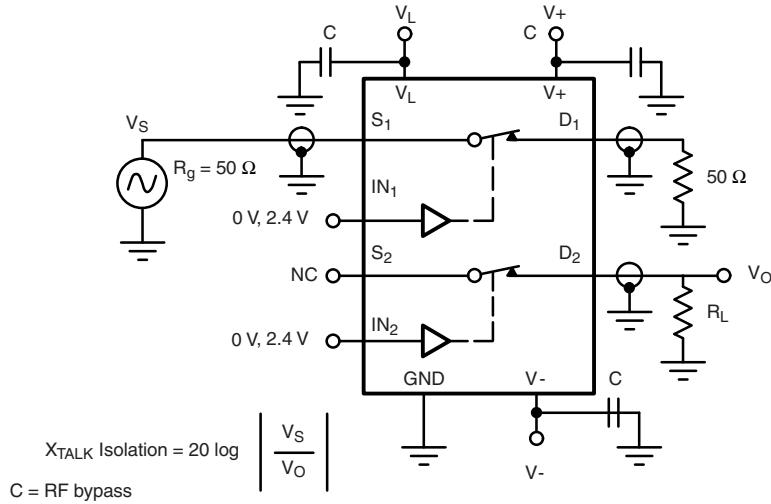 V_L
V+
C
C
V_L
V+
V_S
S_1
D_1
R_g = 50 Ω
50 Ω
IN_1
0 V, 2.4 V
S_2
D_2
NC
V_O
IN_2
R_L
0 V, 2.4 V
GND
V-
C
X_TALK Isolation = 20 log | V_S / V_O |
V-
C = RF bypass